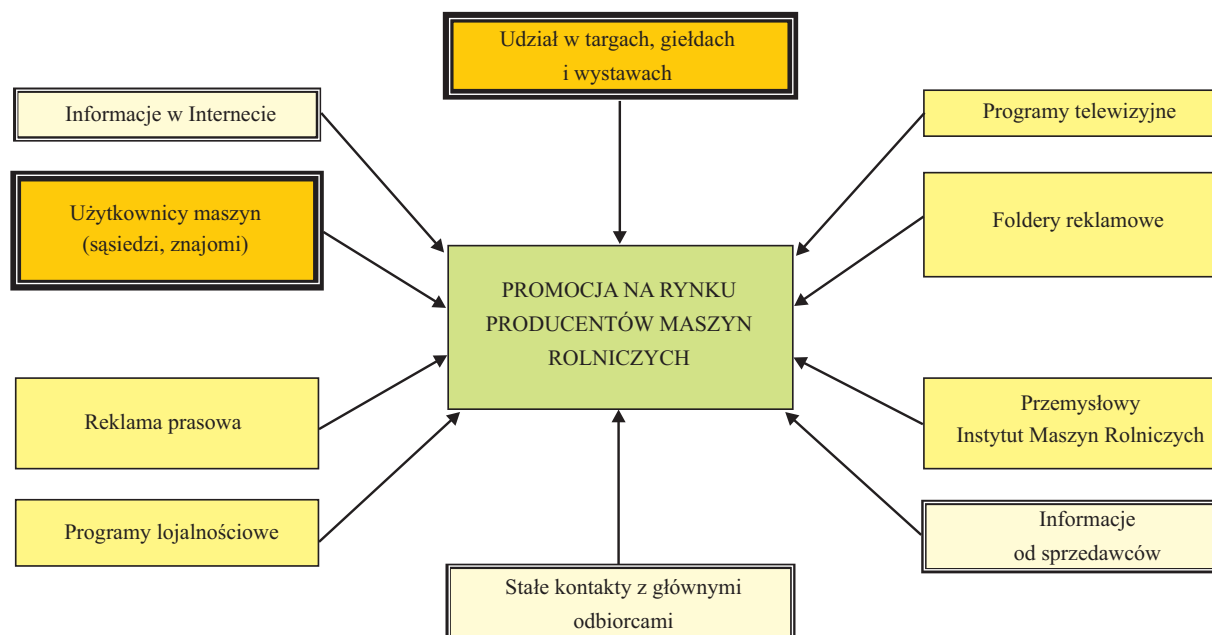 Udział w targach, giełdach
i wystawach
Informacje w Internecie
Programy telewizyjne
Użytkownicy maszyn
(sąsiedzi, znajomi)
Foldery reklamowe
PROMOCJA NA RYNKU
PRODUCENTÓW MASZYN
ROLNICZYCH
Reklama prasowa
Przemysłowy
Instytut Maszyn Rolniczych
Programy lojalnościowe
Informacje
od sprzedawców
Stałe kontakty z głównymi
odbiorcami